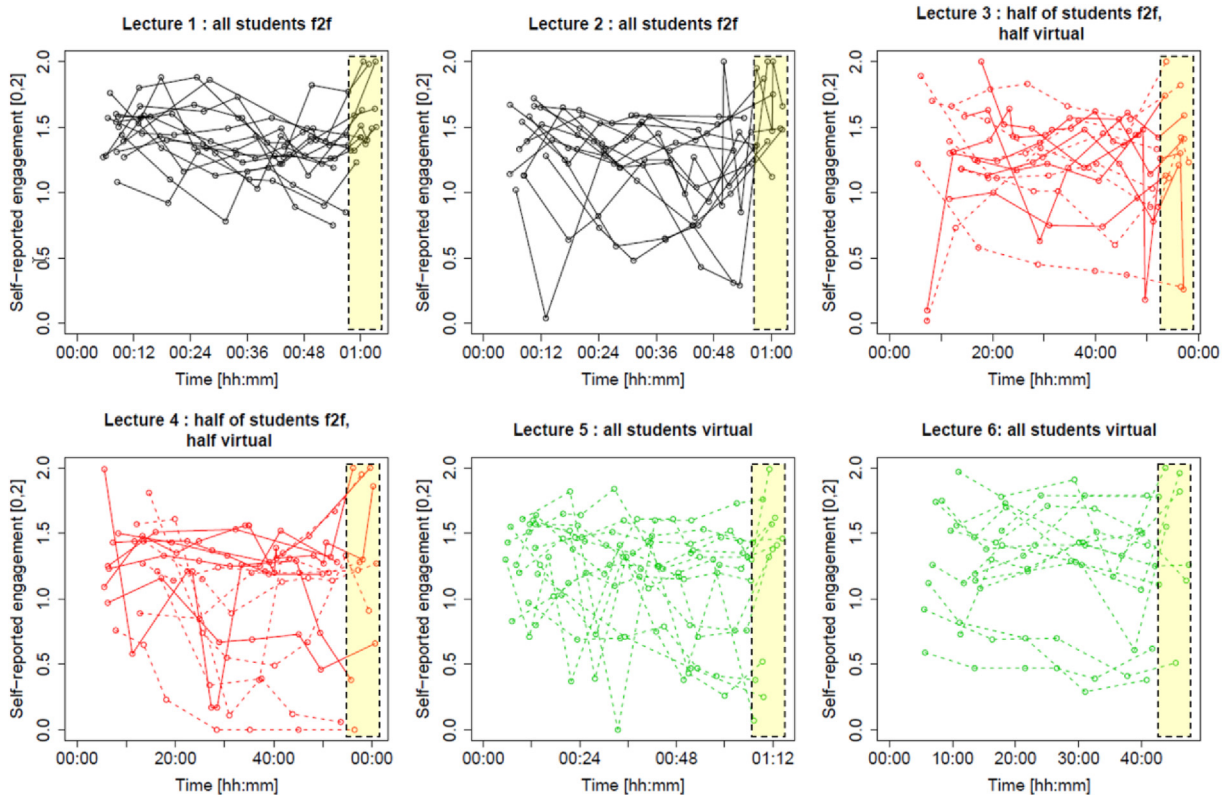 Lecture 1 : all students f2f
Self-reported engagement [0,2]
2.0
1.5
1.0
0.5
0.0
00:00 00:12 00:24 00:36 00:48 01:00
Time [hh:mm]
Lecture 2 : all students f2f
Self-reported engagement [0,2]
2.0
1.5
1.0
0.5
0.0
00:00 00:12 00:24 00:36 00:48 01:00
Time [hh:mm]
Lecture 3 : half of students f2f,
half virtual
Self-reported engagement [0,2]
2.0
1.5
1.0
0.5
0.0
00:00 20:00 40:00 00:00
Time [hh:mm]
Lecture 4 : half of students f2f,
half virtual
Self-reported engagement [0,2]
2.0
1.5
1.0
0.5
0.0
00:00 20:00 40:00 00:00
Time [hh:mm]
Lecture 5 : all students virtual
Self-reported engagement [0,2]
2.0
1.5
1.0
0.5
0.0
00:00 00:24 00:48 01:12
Time [hh:mm]
Lecture 6: all students virtual
Self-reported engagement [0,2]
2.0
1.5
1.0
0.5
0.0
00:00 10:00 20:00 30:00 40:00
Time [hh:mm]